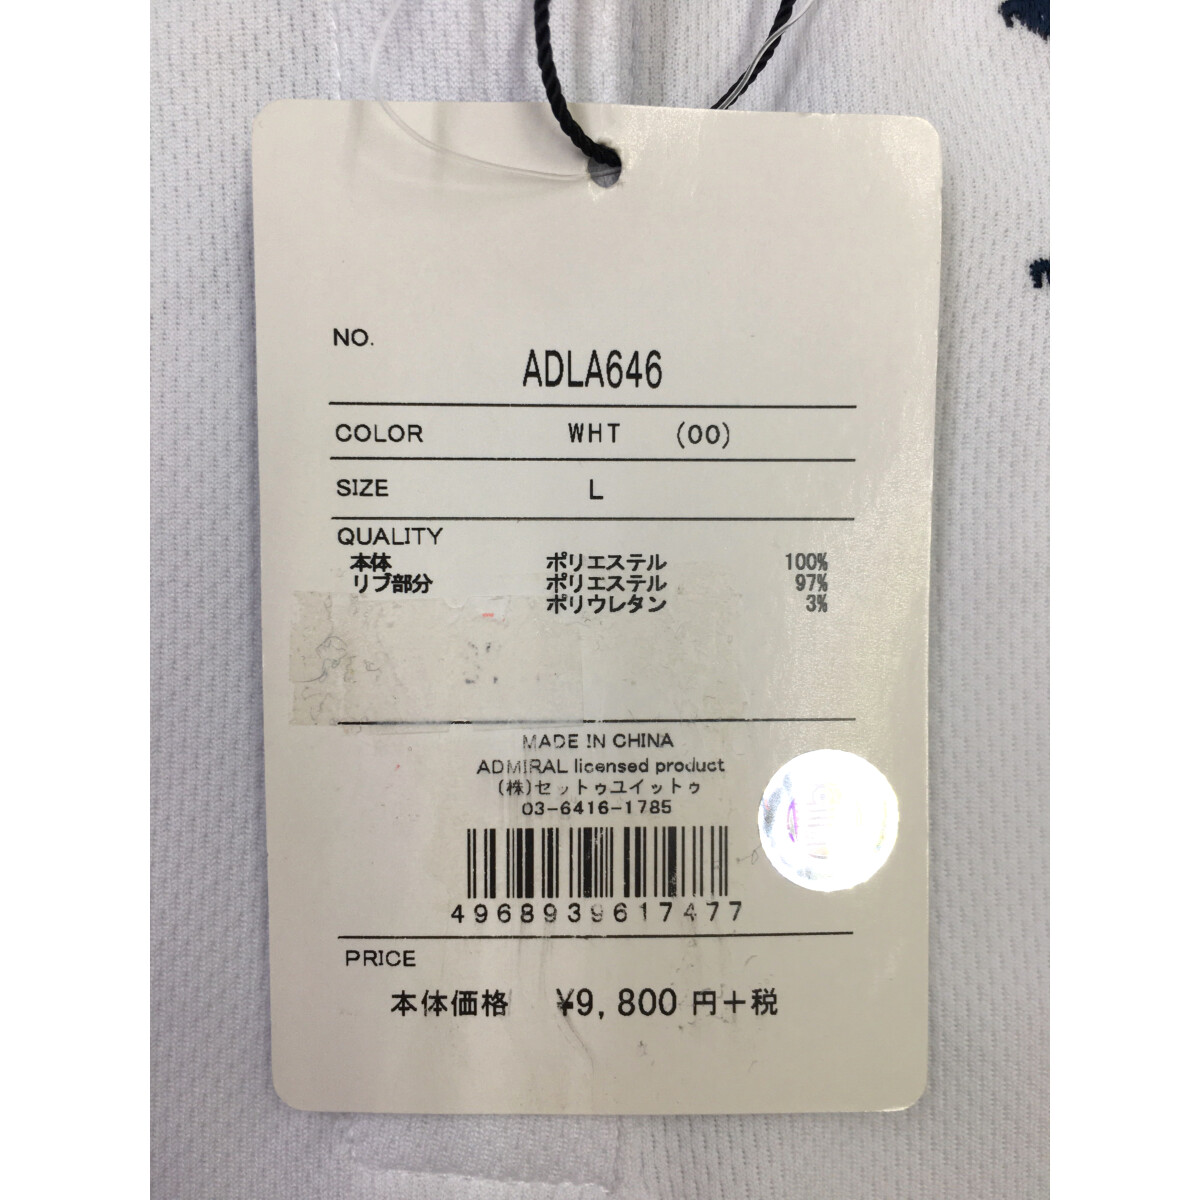 NO.
ADLA646
COLOR WHT (00)
SIZE L
QUALITY
本体 ポリエステル 100%
リブ部分 ポリエステル 97%
ポリウレタン 3%
MADE IN CHINA
ADMIRAL licensed product
(株)セットゥユイットゥ
03-6416-1785
4968939617477
PRICE
本体価格 ¥9,800 円+税